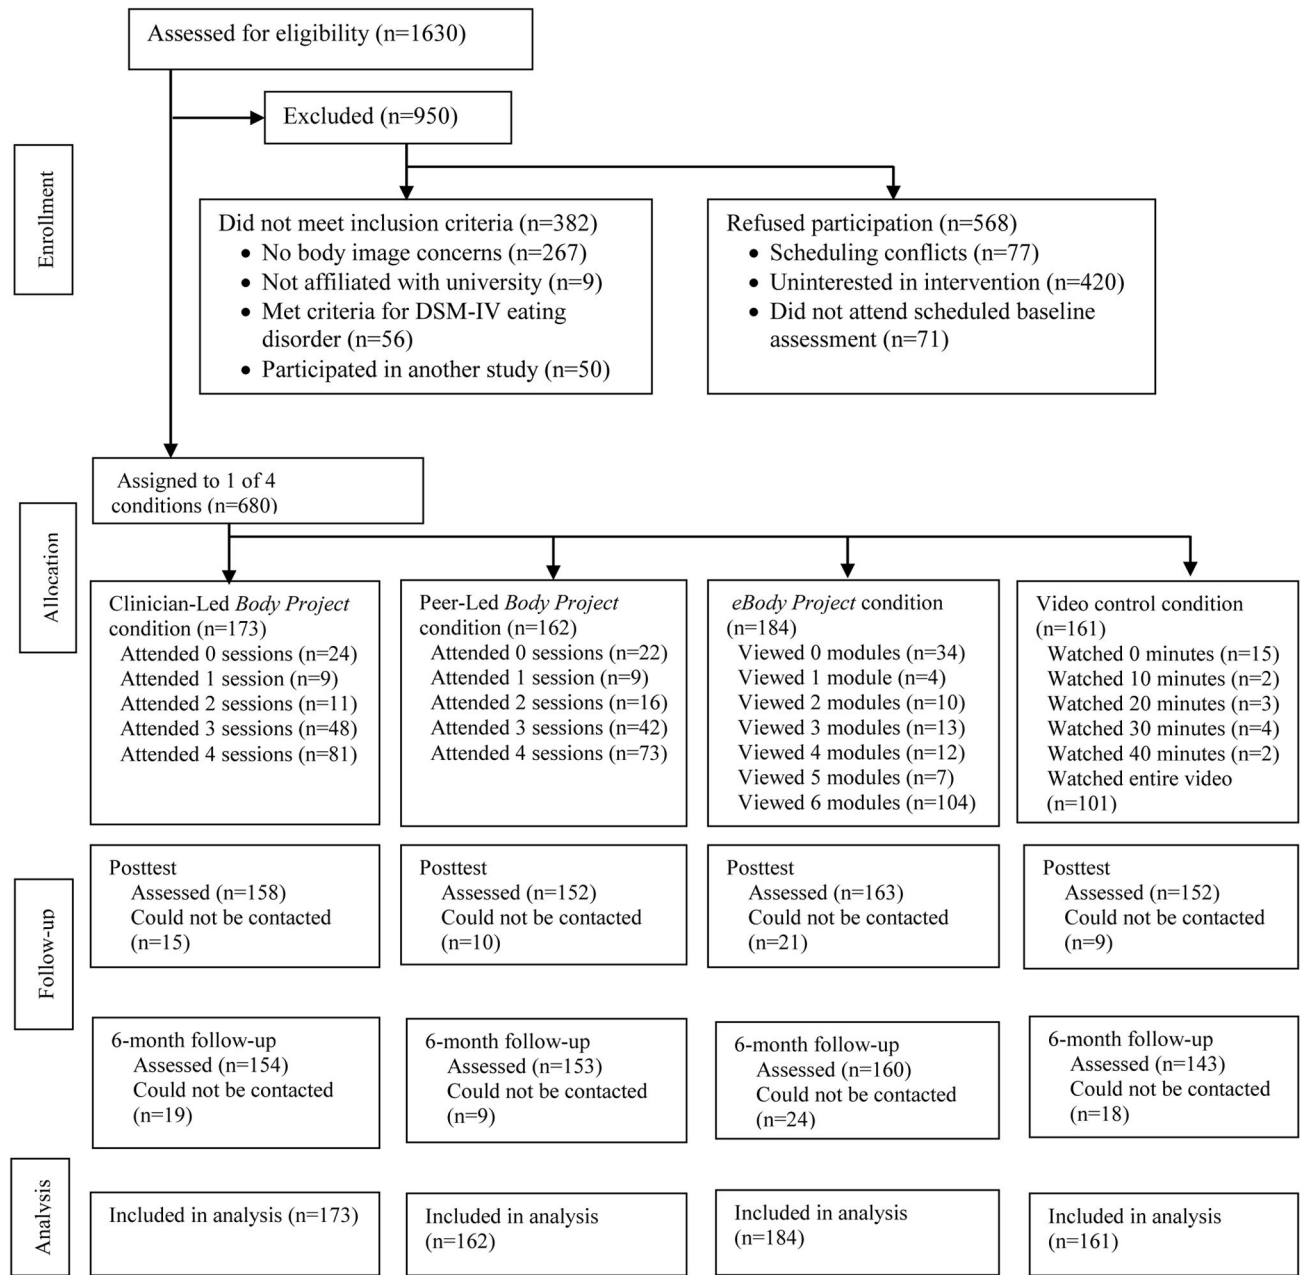 Assessed for eligibility (n=1630)
Excluded (n=950)
Enrollment
Did not meet inclusion criteria (n=382)
• No body image concerns (n=267)
• Not affiliated with university (n=9)
• Met criteria for DSM-IV eating
disorder (n=56)
• Participated in another study (n=50)
Refused participation (n=568)
• Scheduling conflicts (n=77)
• Uninterested in intervention (n=420)
• Did not attend scheduled baseline
assessment (n=71)
Assigned to 1 of 4
conditions (n=680)
Allocation
Clinician-Led Body Project
condition (n=173)
Attended 0 sessions (n=24)
Attended 1 session (n=9)
Attended 2 sessions (n=11)
Attended 3 sessions (n=48)
Attended 4 sessions (n=81)
Peer-Led Body Project
condition (n=162)
Attended 0 sessions (n=22)
Attended 1 session (n=9)
Attended 2 sessions (n=16)
Attended 3 sessions (n=42)
Attended 4 sessions (n=73)
eBody Project condition
(n=184)
Viewed 0 modules (n=34)
Viewed 1 module (n=4)
Viewed 2 modules (n=10)
Viewed 3 modules (n=13)
Viewed 4 modules (n=12)
Viewed 5 modules (n=7)
Viewed 6 modules (n=104)
Video control condition
(n=161)
Watched 0 minutes (n=15)
Watched 10 minutes (n=2)
Watched 20 minutes (n=3)
Watched 30 minutes (n=4)
Watched 40 minutes (n=2)
Watched entire video
(n=101)
Follow-up
Posttest
Assessed (n=158)
Could not be contacted
(n=15)
Posttest
Assessed (n=152)
Could not be contacted
(n=10)
Posttest
Assessed (n=163)
Could not be contacted
(n=21)
Posttest
Assessed (n=152)
Could not be contacted
(n=9)
6-month follow-up
Assessed (n=154)
Could not be contacted
(n=19)
6-month follow-up
Assessed (n=153)
Could not be contacted
(n=9)
6-month follow-up
Assessed (n=160)
Could not be contacted
(n=24)
6-month follow-up
Assessed (n=143)
Could not be contacted
(n=18)
Analysis
Included in analysis (n=173)
Included in analysis
(n=162)
Included in analysis
(n=184)
Included in analysis
(n=161)